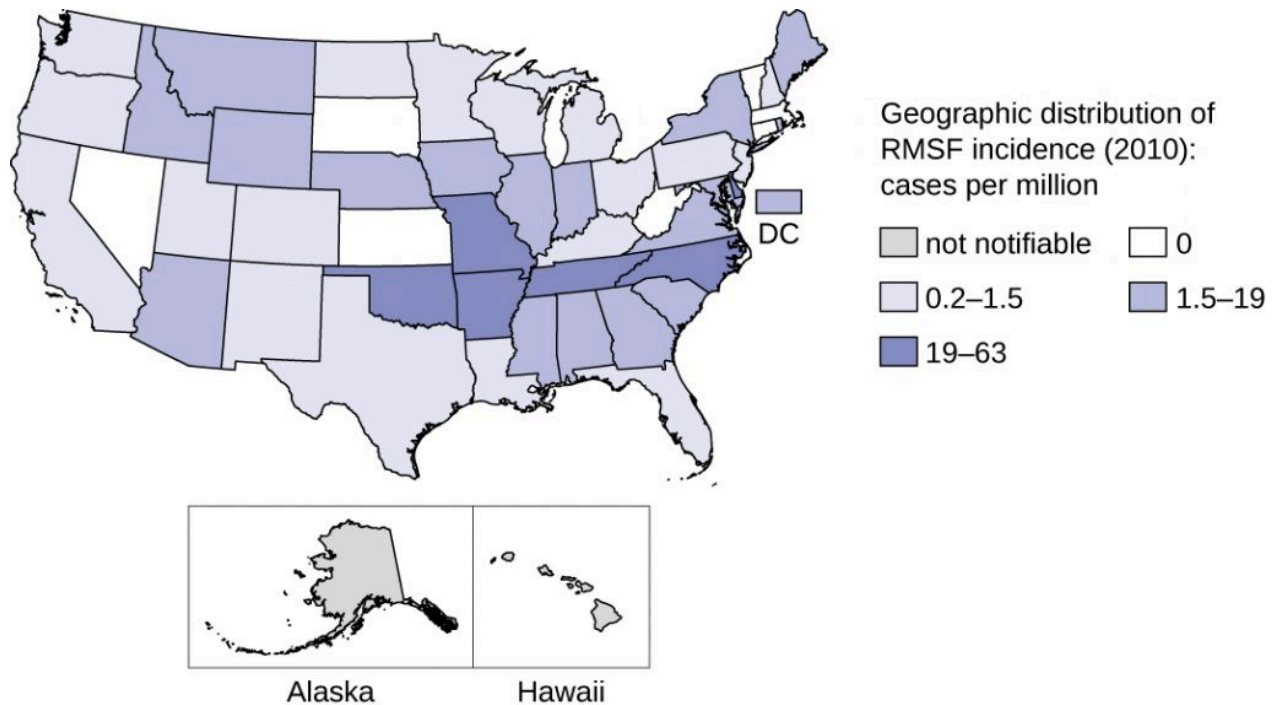 Geographic distribution of
RMSF incidence (2010):
cases per million
DC
not notifiable
0
0.2–1.5
1.5–19
19–63
Alaska
Hawaii